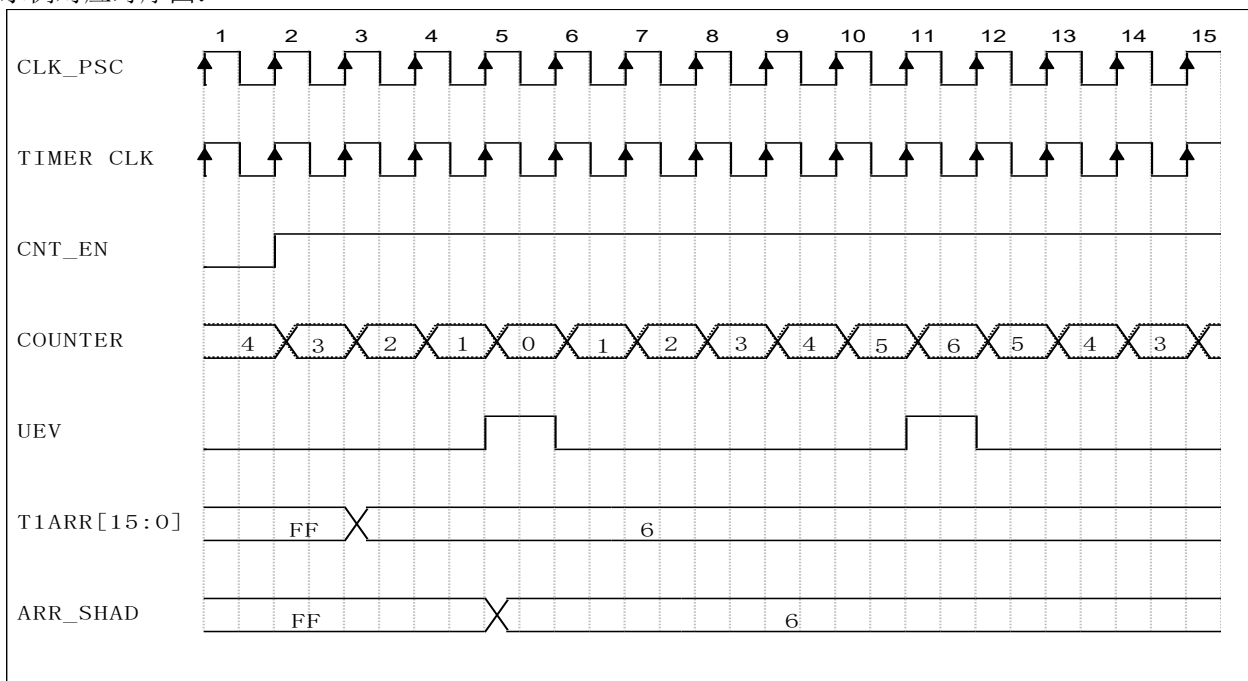 1 2 3 4 5 6 7 8 9 10 11 12 13 14 15
CLK_PSC
TIMER CLK
CNT_EN
COUNTER 4 3 2 1 0 1 2 3 4 5 6 5 4 3
UEV
T1ARR[15:0] FF 6
ARR_SHAD FF 6